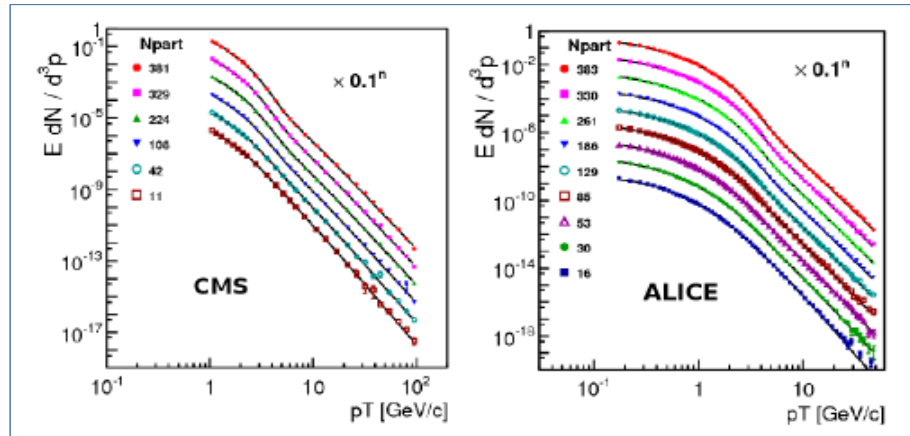 E dN / d³p
1
10⁻¹
10⁻⁵
10⁻⁹
10⁻¹³
10⁻¹⁷
Npart
381
329
224
108
42
11
× 0.1ⁿ
CMS
10⁻¹ 1 10 10²
pT [GeV/c]
E dN / d³p
1
10⁻²
10⁻⁶
10⁻¹⁰
10⁻¹⁴
10⁻¹⁸
Npart
383
330
261
186
129
85
53
30
16
× 0.1ⁿ
ALICE
10⁻¹ 1 10
pT [GeV/c]